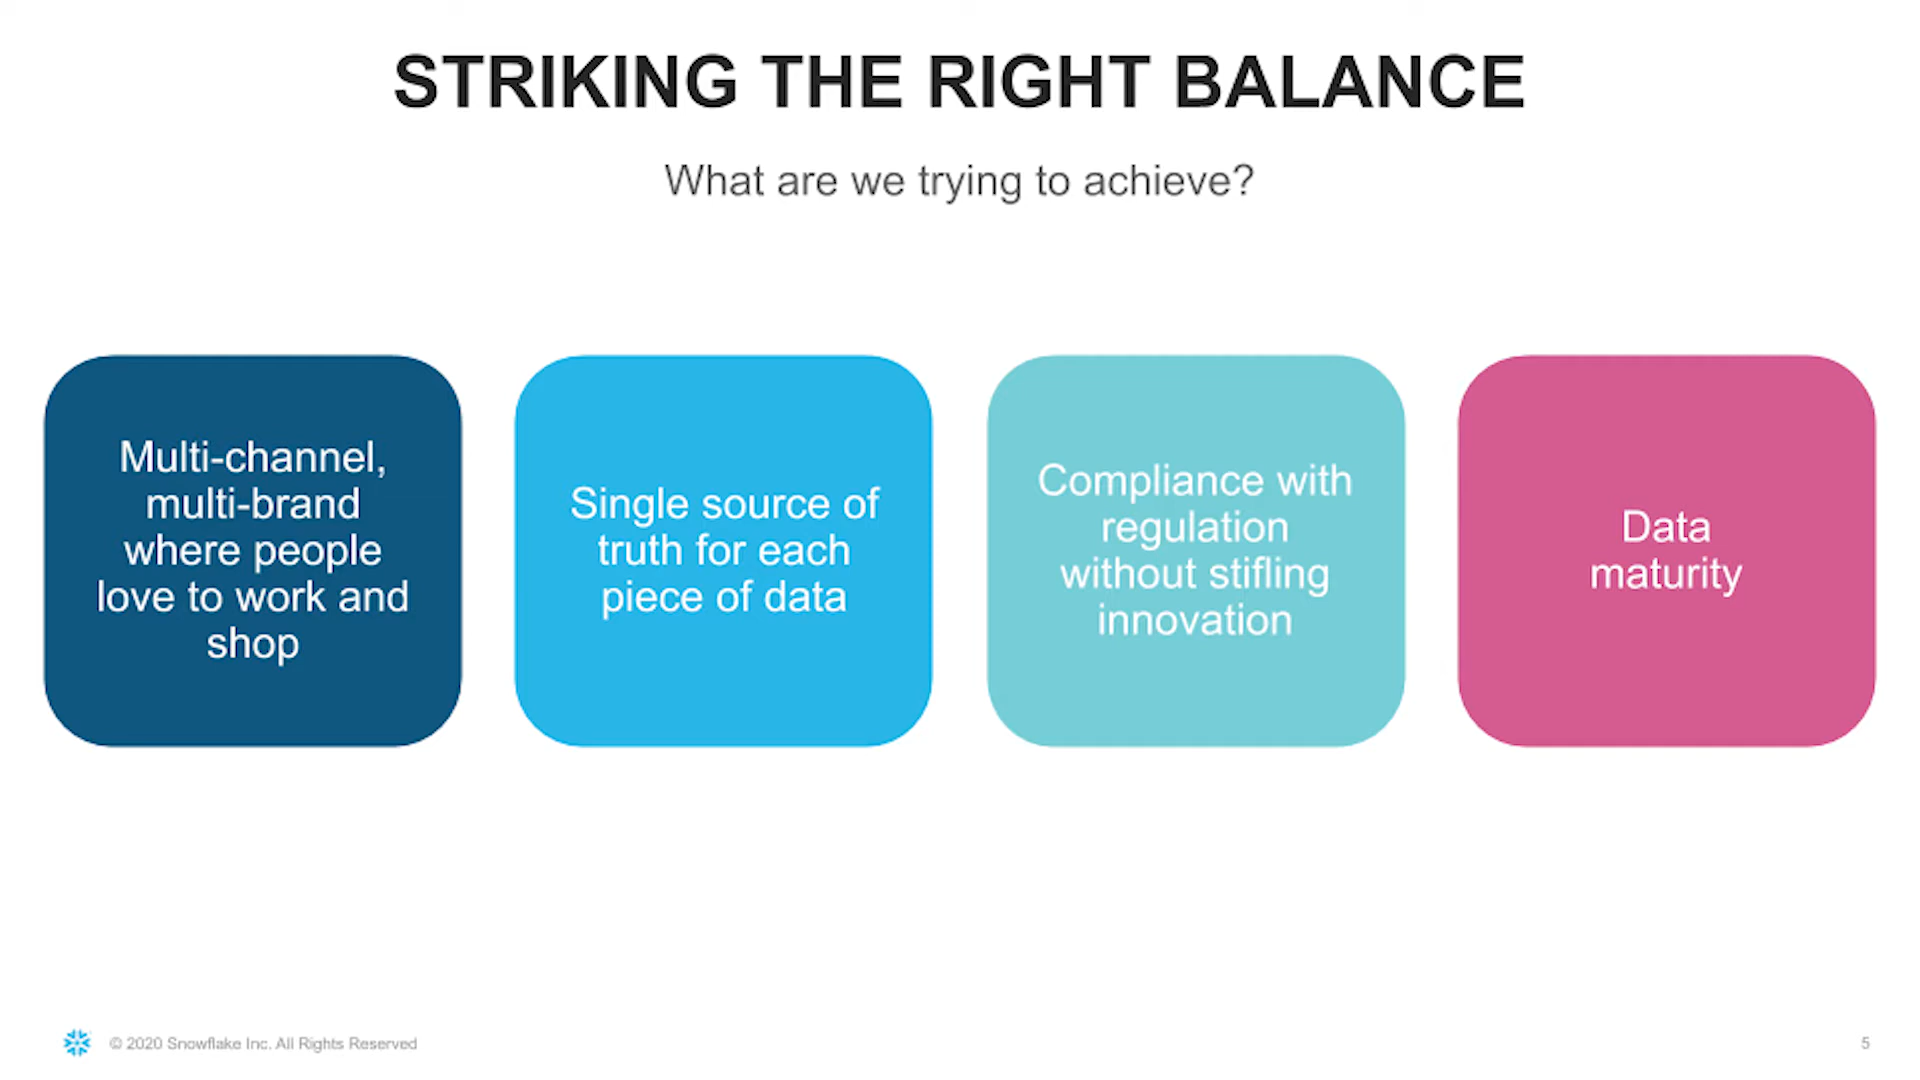 STRIKING THE RIGHT BALANCE
What are we trying to achieve?
Multi-channel,
multi-brand
where people
love to work and
shop
Single source of
truth for each
piece of data
Compliance with
regulation
without stifling
innovation
Data
maturity
© 2020 Snowflake Inc. All Rights Reserved
5